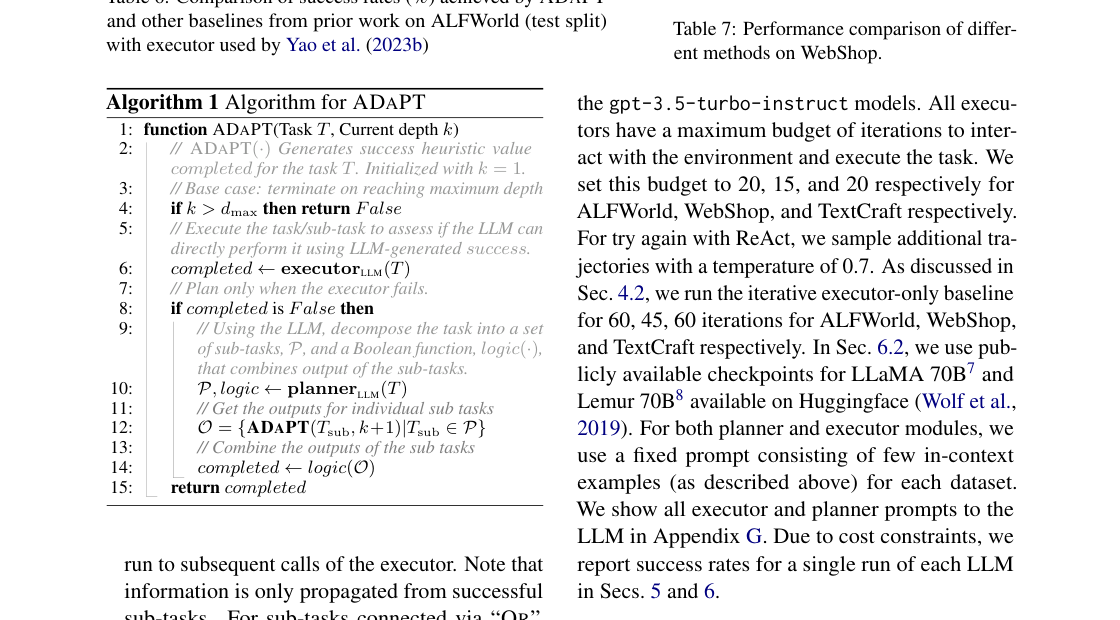 Table 6: Comparison of success rates (%) achieved by ADAPT
and other baselines from prior work on ALFWorld (test split)
with executor used by Yao et al. (2023b)
Algorithm 1 Algorithm for ADAPT
1: function ADAPT(Task T, Current depth k)
2: // ADAPT(·) Generates success heuristic value
completed for the task T. Initialized with k = 1.
3: // Base case: terminate on reaching maximum depth
4: if k > d_max then return False
5: // Execute the task/sub-task to assess if the LLM can
directly perform it using LLM-generated success.
6: completed ← executor_LLM(T)
7: // Plan only when the executor fails.
8: if completed is False then
9: // Using the LLM, decompose the task into a set
of sub-tasks, 𝒫, and a Boolean function, logic(·),
that combines output of the sub-tasks.
10: 𝒫, logic ← planner_LLM(T)
11: // Get the outputs for individual sub tasks
12: 𝒪 = {ADAPT(T_sub, k+1)|T_sub ∈ 𝒫}
13: // Combine the outputs of the sub tasks
14: completed ← logic(𝒪)
15: return completed
run to subsequent calls of the executor. Note that
information is only propagated from successful
sub-tasks. For sub-tasks connected via “OR”,
Table 7: Performance comparison of differ-
ent methods on WebShop.
the gpt-3.5-turbo-instruct models. All execu-
tors have a maximum budget of iterations to inter-
act with the environment and execute the task. We
set this budget to 20, 15, and 20 respectively for
ALFWorld, WebShop, and TextCraft respectively.
For try again with ReAct, we sample additional tra-
jectories with a temperature of 0.7. As discussed in
Sec. 4.2, we run the iterative executor-only baseline
for 60, 45, 60 iterations for ALFWorld, WebShop,
and TextCraft respectively. In Sec. 6.2, we use pub-
licly available checkpoints for LLaMA 70B⁷ and
Lemur 70B⁸ available on Huggingface (Wolf et al.,
2019). For both planner and executor modules, we
use a fixed prompt consisting of few in-context
examples (as described above) for each dataset.
We show all executor and planner prompts to the
LLM in Appendix G. Due to cost constraints, we
report success rates for a single run of each LLM
in Secs. 5 and 6.